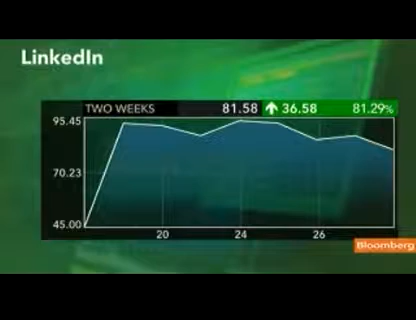 LinkedIn
TWO WEEKS 81.58 36.58 81.29%
95.45
70.23
45.00
20 24 26
Bloomberg